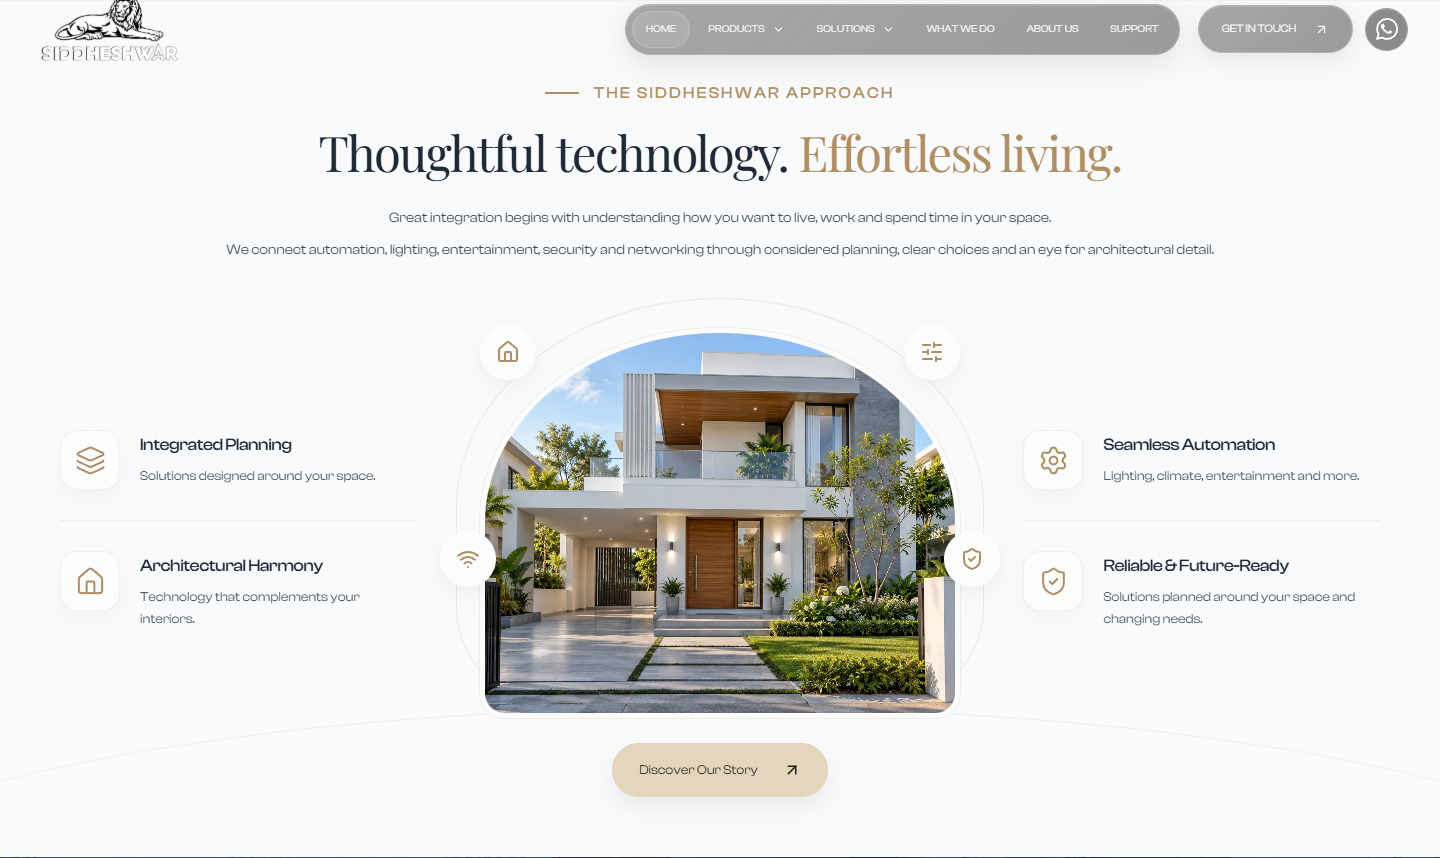 SIDDHESHWAR
HOME PRODUCTS SOLUTIONS WHAT WE DO ABOUT US SUPPORT GET IN TOUCH
THE SIDDHESHWAR APPROACH
Thoughtful technology. Effortless living.
Great integration begins with understanding how you want to live, work and spend time in your space.
We connect automation, lighting, entertainment, security and networking through considered planning, clear choices and an eye for architectural detail.
Integrated Planning
Solutions designed around your space.
Architectural Harmony
Technology that complements your
interiors.
Seamless Automation
Lighting, climate, entertainment and more.
Reliable & Future-Ready
Solutions planned around your space and
changing needs.
Discover Our Story